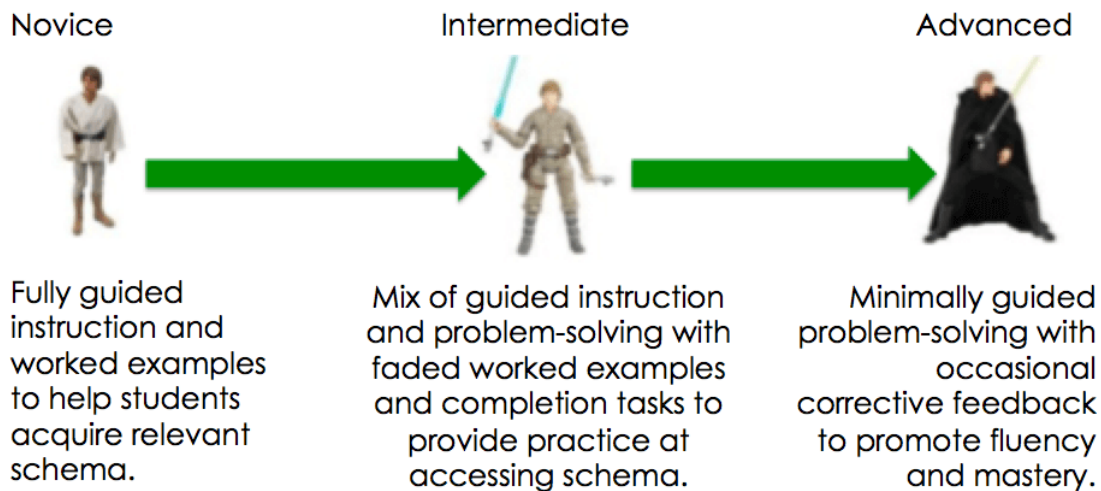 Novice
Intermediate
Advanced
Fully guided
instruction and
worked examples
to help students
acquire relevant
schema.
Mix of guided instruction
and problem-solving with
faded worked examples
and completion tasks to
provide practice at
accessing schema.
Minimally guided
problem-solving with
occasional
corrective feedback
to promote fluency
and mastery.